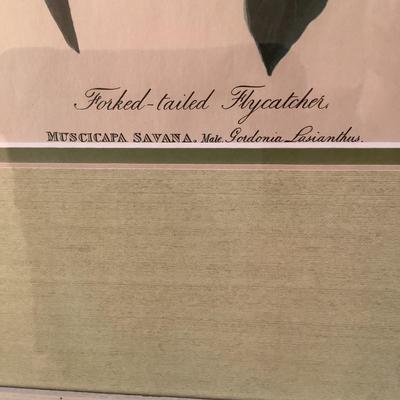 Forked-tailed Flycatcher.
MUSCICAPA SAVANA. Male. Gordonia Lasianthus.